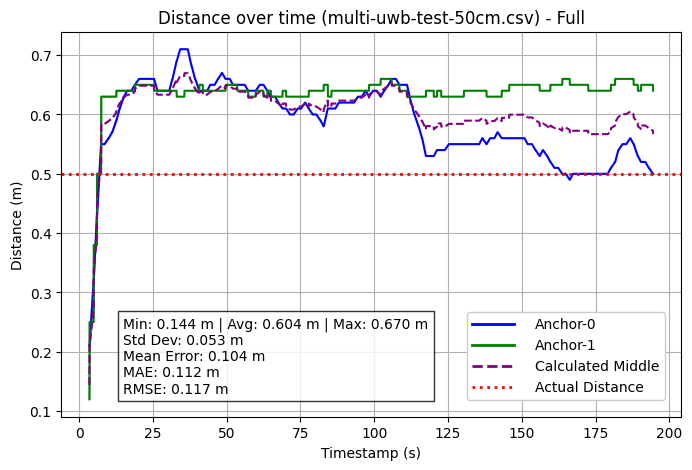 Distance over time (multi-uwb-test-50cm.csv) - Full
Distance (m)
0.7
0.6
0.5
0.4
0.3
0.2
0.1
Min: 0.144 m | Avg: 0.604 m | Max: 0.670 m
Std Dev: 0.053 m
Mean Error: 0.104 m
MAE: 0.112 m
RMSE: 0.117 m
Anchor-0
Anchor-1
Calculated Middle
Actual Distance
0 25 50 75 100 125 150 175 200
Timestamp (s)